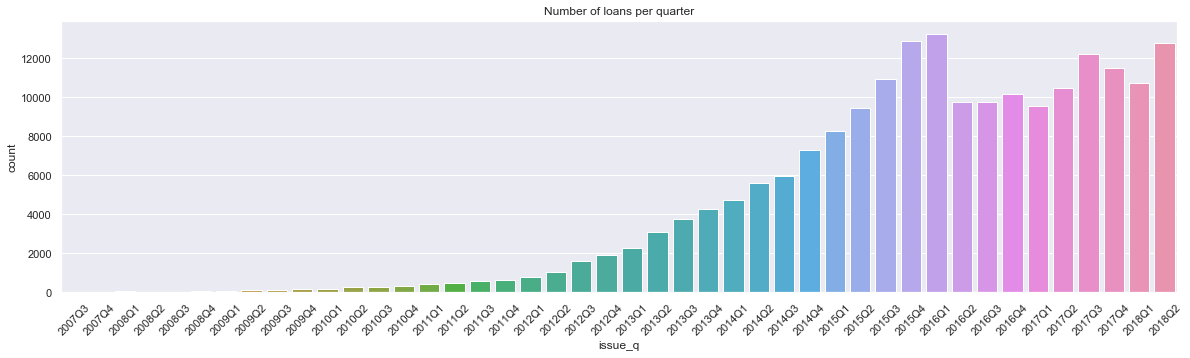 Number of loans per quarter
count
12000
10000
8000
6000
4000
2000
0
2007Q3
2007Q4
2008Q1
2008Q2
2008Q3
2008Q4
2009Q1
2009Q2
2009Q3
2009Q4
2010Q1
2010Q2
2010Q3
2010Q4
2011Q1
2011Q2
2011Q3
2011Q4
2012Q1
2012Q2
2012Q3
2012Q4
2013Q1
2013Q2
2013Q3
2013Q4
2014Q1
2014Q2
2014Q3
2014Q4
2015Q1
2015Q2
2015Q3
2015Q4
2016Q1
2016Q2
2016Q3
2016Q4
2017Q1
2017Q2
2017Q3
2017Q4
2018Q1
2018Q2
issue_q